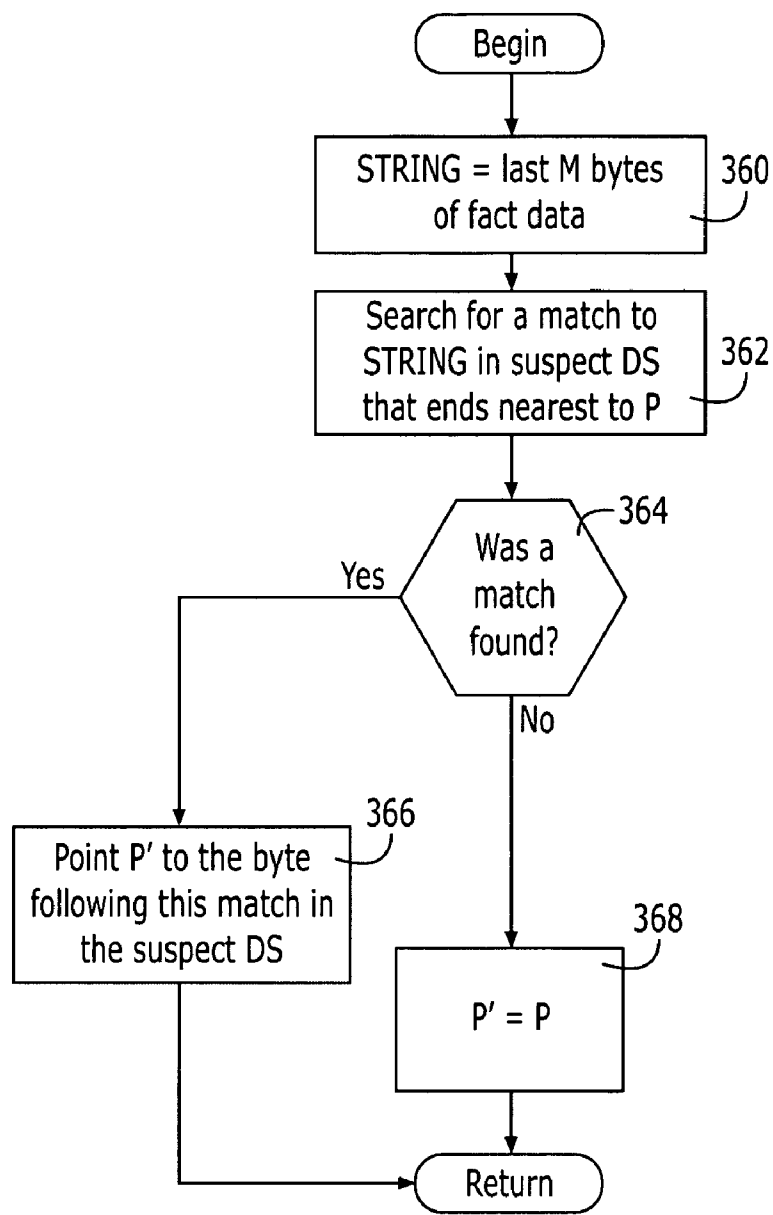 Begin
STRING = last M bytes
of fact data
360
Search for a match to
STRING in suspect DS
that ends nearest to P
362
364
Was a
match
found?
Yes
No
366
Point P' to the byte
following this match in
the suspect DS
368
P' = P
Return